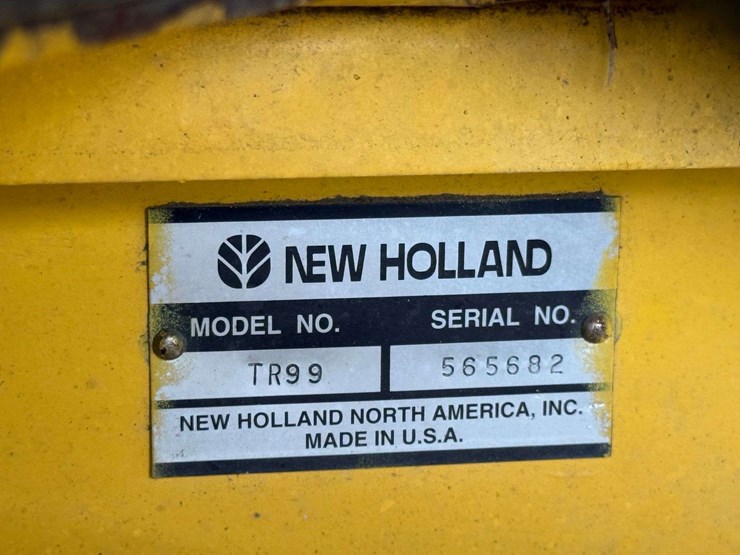 NEW HOLLAND
MODEL NO. SERIAL NO.
TR99 565682
NEW HOLLAND NORTH AMERICA, INC.
MADE IN U.S.A.